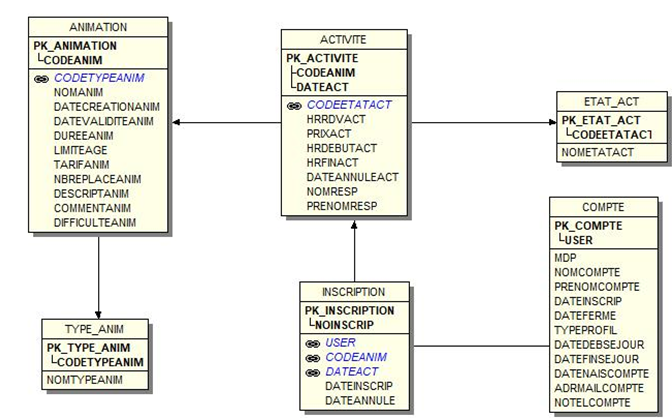 ANIMATION
PK_ANIMATION
CODEANIM
CODETYPEANIM
NOMANIM
DATECREATIONANIM
DATEVALIDITEANIM
DUREEANIM
LIMITEAGE
TARIFANIM
NBREPLACEANIM
DESCRIPTANIM
COMMENTANIM
DIFFICULTEANIM
ACTIVITE
PK_ACTIVITE
CODEANIM
DATEACT
CODEETATACT
HRRDVACT
PRIXACT
HRDEBUTACT
HRFINACT
DATEANNULEACT
NOMRESP
PRENOMRESP
ETAT_ACT
PK_ETAT_ACT
CODEETATACT
NOMETATACT
COMPTE
PK_COMPTE
USER
MDP
NOMCOMPTE
PRENOMCOMPTE
DATEINSCRIP
DATEFERME
TYPEPROFIL
DATEDEBSEJOUR
DATEFINSEJOUR
DATENAISCOMPTE
ADRMAILCOMPTE
NOTELCOMPTE
INSCRIPTION
PK_INSCRIPTION
NOINSCRIP
USER
CODEANIM
DATEACT
DATEINSCRIP
DATEANNULE
TYPE_ANIM
PK_TYPE_ANIM
CODETYPEANIM
NOMTYPEANIM